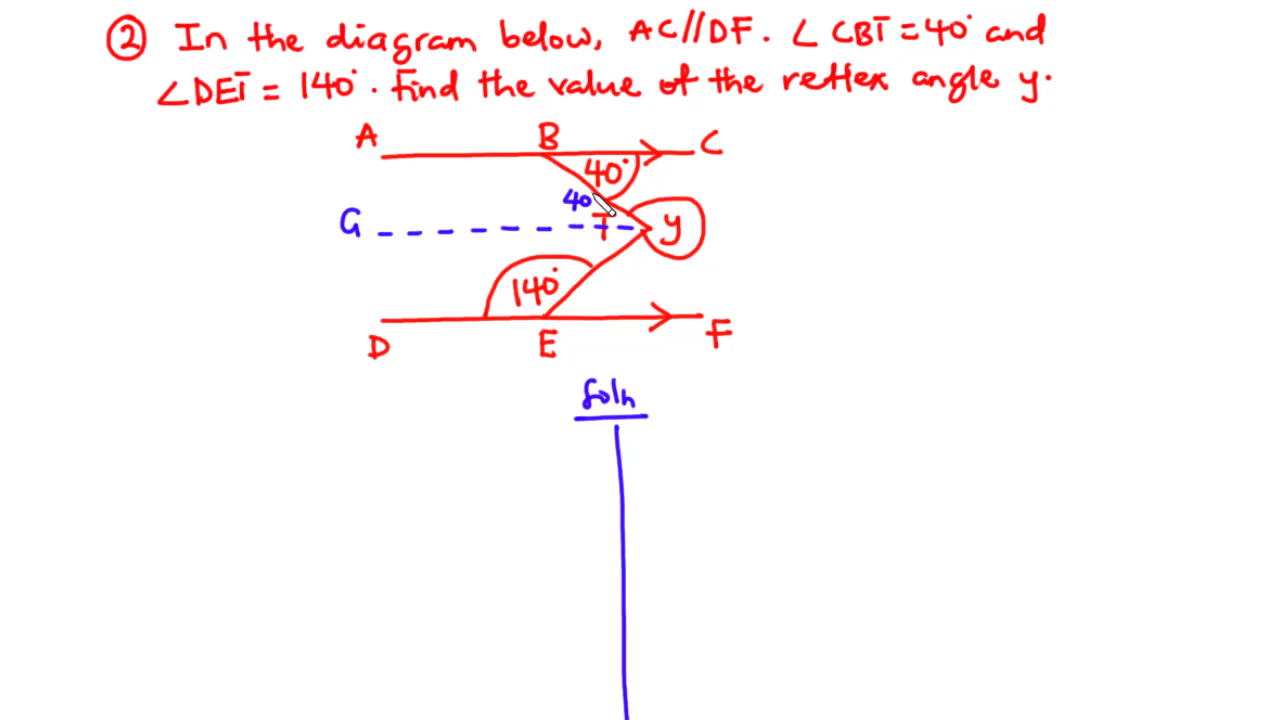 ② In the diagram below, AC//DF. ∠CBT = 40° and
∠DET = 140°. Find the value of the reflex angle y.
A B C
40°
40
G T y
140°
D E F
Soln